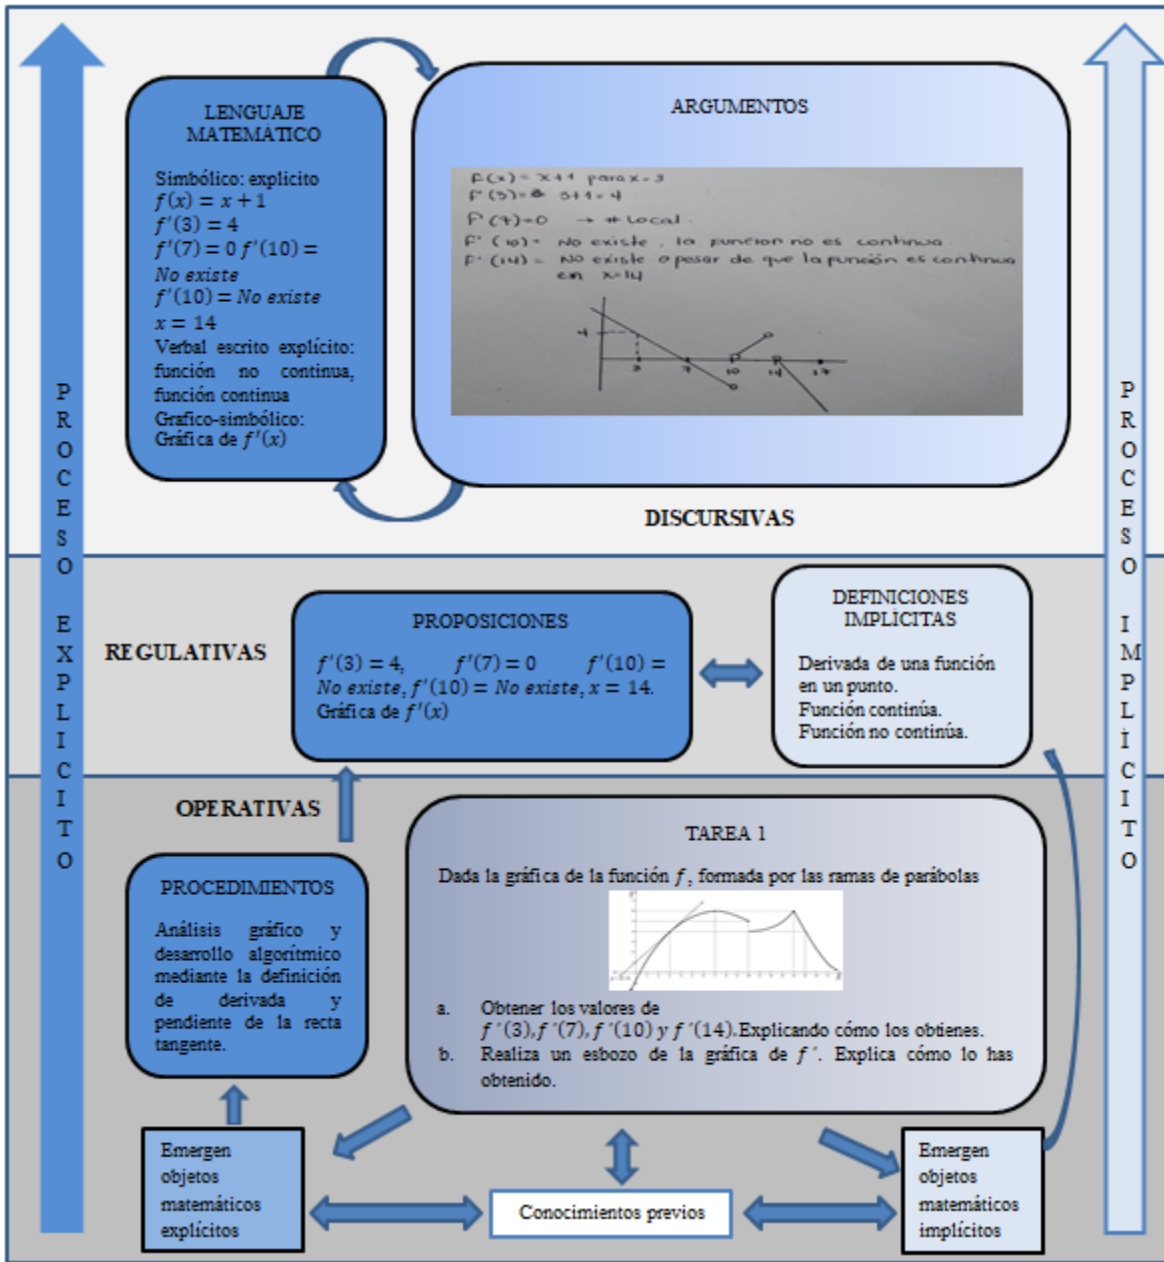 PROCESO EXPLICITO
PROCESO IMPLÍCITO
LENGUAJE
MATEMATICO
Simbólico: explicito
f(x) = x + 1
f′(3) = 4
f′(7) = 0 f′(10) =
No existe
f′(10) = No existe
x = 14
Verbal escrito explícito:
función no continua,
función continua
Grafico-simbólico:
Gráfica de f′(x)
ARGUMENTOS
f(x) = x+1 para x=3
f'(3)= 3+1=4
f'(7)=0 → # Local.
f'(10)= No existe, la funcion no es continua.
f'(14)= No existe apesar de que la función es continua
en x=14
4
3 7 10 14 17
DISCURSIVAS
REGULATIVAS
PROPOSICIONES
f′(3) = 4, f′(7) = 0 f′(10) =
No existe, f′(10) = No existe, x = 14.
Gráfica de f′(x)
DEFINICIONES
IMPLÍCITAS
Derivada de una función
en un punto.
Función continúa.
Función no continúa.
OPERATIVAS
PROCEDIMIENTOS
Análisis gráfico y
desarrollo algorítmico
mediante la definición
de derivada y
pendiente de la recta
tangente.
TAREA 1
Dada la gráfica de la función f, formada por las ramas de parábolas
a. Obtener los valores de
f´(3), f´(7), f´(10) y f´(14). Explicando cómo los obtienes.
b. Realiza un esbozo de la gráfica de f´. Explica cómo lo has
obtenido.
Emergen
objetos
matemáticos
explícitos
Conocimientos previos
Emergen
objetos
matemáticos
implícitos